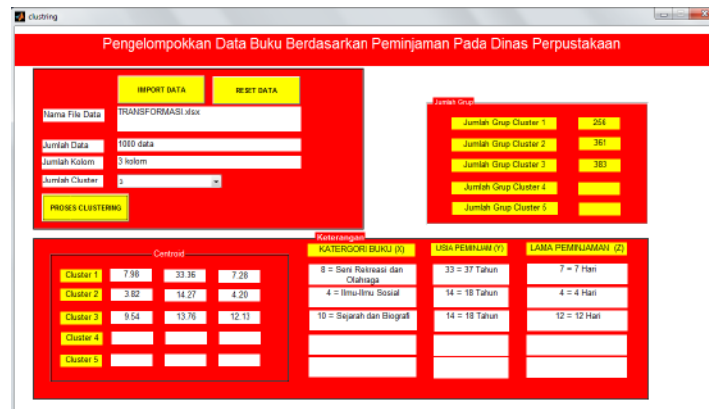 clustring
Pengelompokkan Data Buku Berdasarkan Peminjaman Pada Dinas Perpustakaan
IMPORT DATA
RESET DATA
Nama File Data
TRANSFORMASI.xlsx
Jumlah Data
1000 data
Jumlah Kolom
3 kolom
Jumlah Cluster
3
PROSES CLUSTERING
Jumlah Grup
Jumlah Grup Cluster 1
256
Jumlah Grup Cluster 2
361
Jumlah Grup Cluster 3
383
Jumlah Grup Cluster 4
Jumlah Grup Cluster 5
Centroid
Cluster 1
7.98
33.36
7.28
Cluster 2
3.82
14.27
4.20
Cluster 3
9.54
13.76
12.13
Cluster 4
Cluster 5
Keterangan
KATERGORI BUKU (X)
USIA PEMINJAM (Y)
LAMA PEMINJAMAN (Z)
8 = Seni Rekreasi dan
Olahraga
33 = 37 Tahun
7 = 7 Hari
4 = Ilmu-Ilmu Sosial
14 = 18 Tahun
4 = 4 Hari
10 = Sejarah dan Biografi
14 = 18 Tahun
12 = 12 Hari